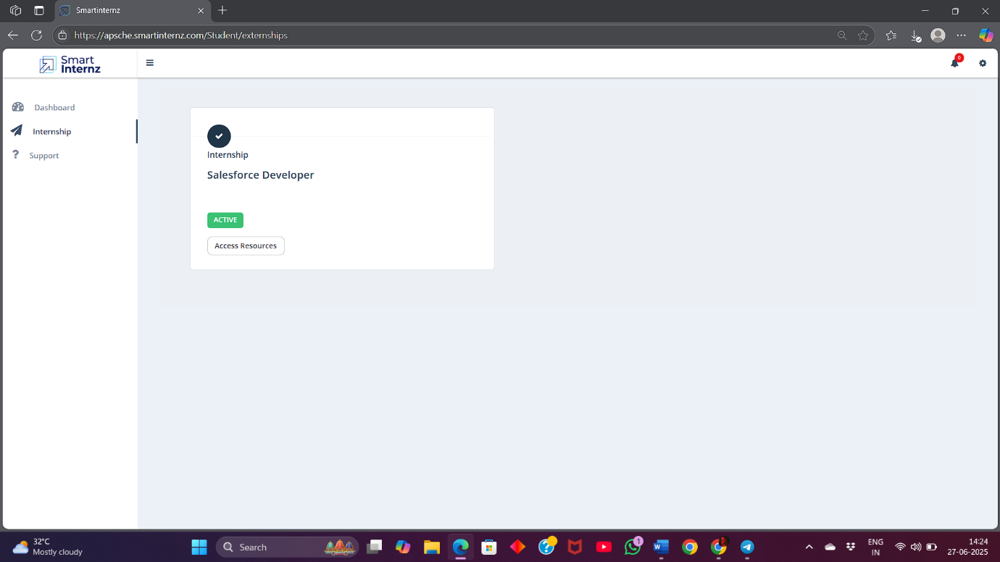 Smartinternz
https://apsche.smartinternz.com/Student/externships
Smart
Internz
0
Dashboard
Internship
Support
Internship
Salesforce Developer
ACTIVE
Access Resources
32°C
Mostly cloudy
Search
1
ENG
IN
14:24
27-06-2025